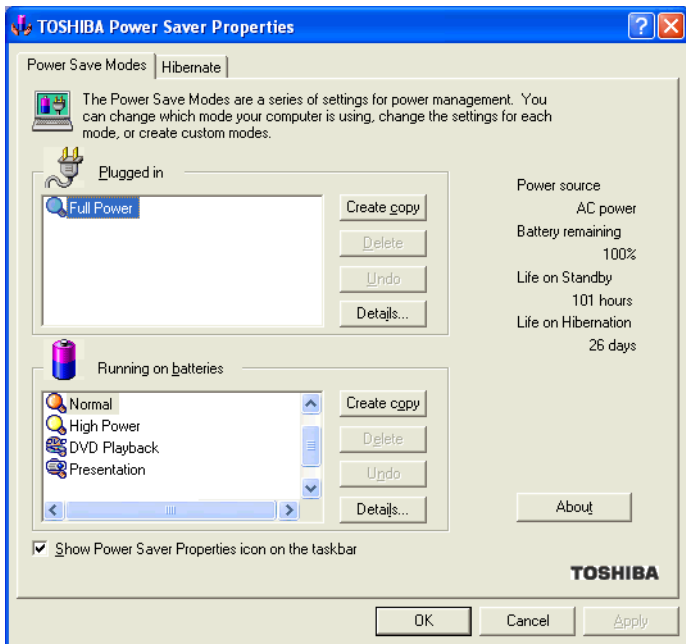 TOSHIBA Power Saver Properties
Power Save Modes
Hibernate
The Power Save Modes are a series of settings for power management. You
can change which mode your computer is using, change the settings for each
mode, or create custom modes.
Plugged in
Full Power
Create copy
Delete
Undo
Details...
Power source
AC power
Battery remaining
100%
Life on Standby
101 hours
Life on Hibernation
26 days
Running on batteries
Normal
High Power
DVD Playback
Presentation
Create copy
Delete
Undo
Details...
About
Show Power Saver Properties icon on the taskbar
TOSHIBA
OK
Cancel
Apply